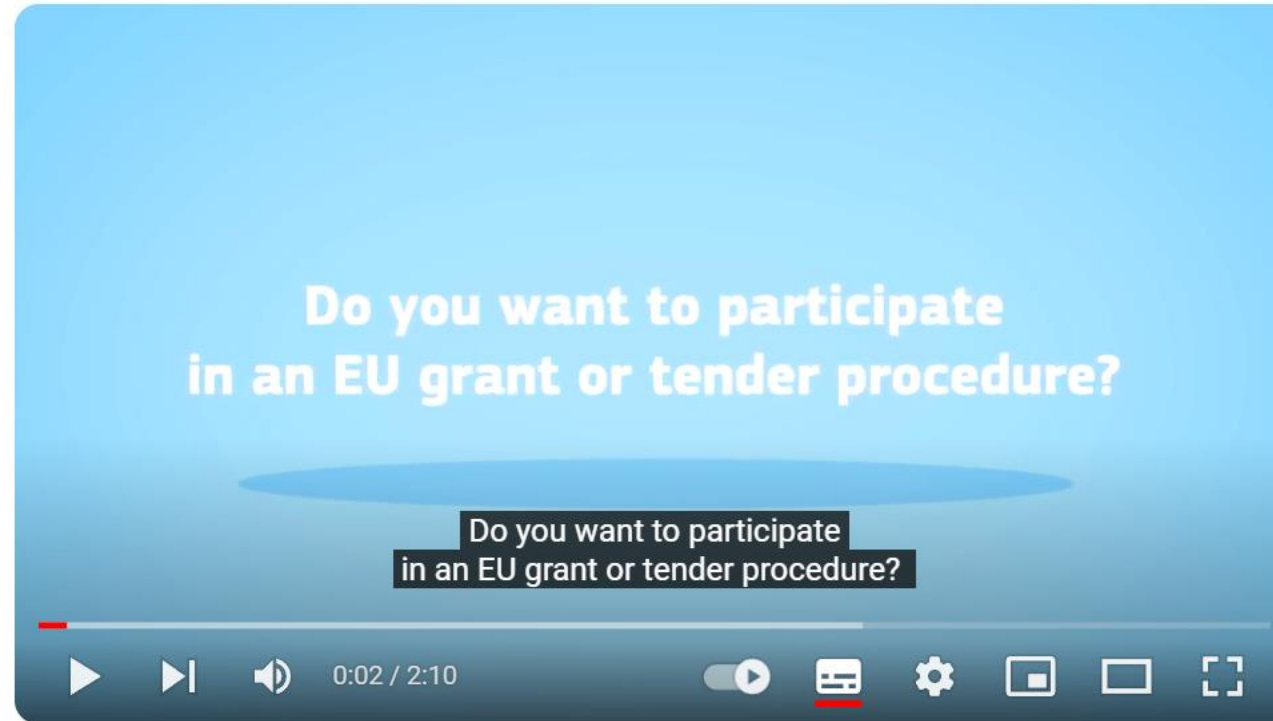 Do you want to participate
in an EU grant or tender procedure?
Do you want to participate
in an EU grant or tender procedure?
0:02 / 2:10